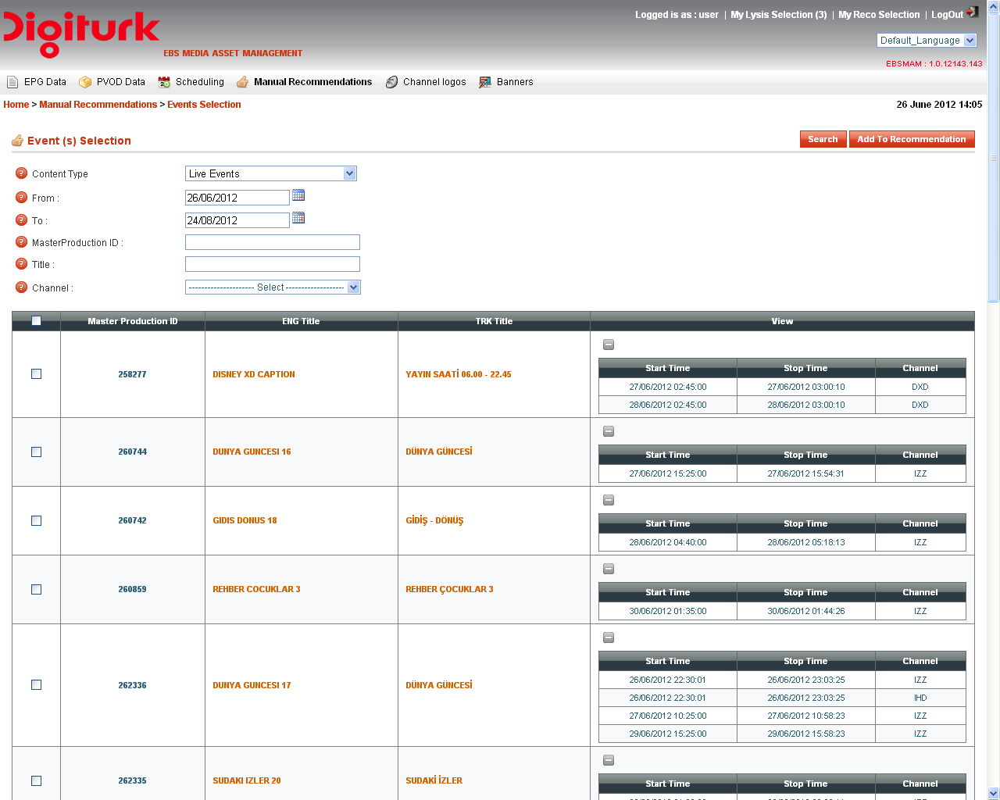 Digiturk
EBS MEDIA ASSET MANAGEMENT
Logged is as : user | My Lysis Selection (3) | My Reco Selection | LogOut
Default_Language
EBSMAM : 1.0.12143.143
EPG Data PVOD Data Scheduling Manual Recommendations Channel logos Banners
Home > Manual Recommendations > Events Selection
26 June 2012 14:05
Event (s) Selection
Search Add To Recommendation
Content Type Live Events
From : 26/06/2012
To : 24/08/2012
MasterProduction ID :
Title :
Channel : -------------------- Select ------------------
Master Production ID ENG Title TRK Title View
258277 DISNEY XD CAPTION YAYIN SAATİ 06.00 - 22.45
Start Time Stop Time Channel
27/06/2012 02:45:00 27/06/2012 03:00:10 DXD
28/06/2012 02:45:00 28/06/2012 03:00:10 DXD
260744 DUNYA GUNCESI 16 DÜNYA GÜNCESİ
Start Time Stop Time Channel
27/06/2012 15:25:00 27/06/2012 15:54:31 IZZ
260742 GIDIS DONUS 18 GİDİŞ - DÖNÜŞ
Start Time Stop Time Channel
28/06/2012 04:40:00 28/06/2012 05:18:13 IZZ
260859 REHBER COCUKLAR 3 REHBER ÇOCUKLAR 3
Start Time Stop Time Channel
30/06/2012 01:35:00 30/06/2012 01:44:26 IZZ
262336 DUNYA GUNCESI 17 DÜNYA GÜNCESİ
Start Time Stop Time Channel
26/06/2012 22:30:01 26/06/2012 23:03:25 IZZ
26/06/2012 22:30:01 26/06/2012 23:03:25 IHD
27/06/2012 10:25:00 27/06/2012 10:58:23 IZZ
29/06/2012 15:25:00 29/06/2012 15:58:23 IZZ
262335 SUDAKI IZLER 20 SUDAKİ İZLER
Start Time Stop Time Channel